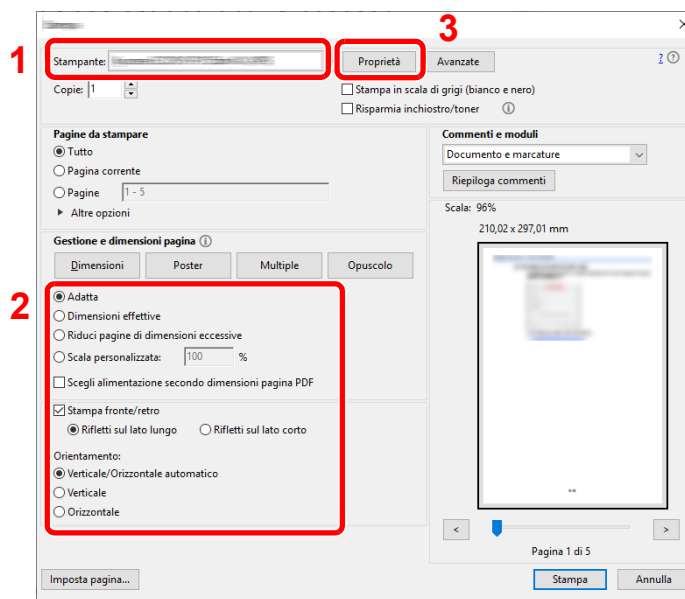 3
1
Stampante:
Proprietà
Avanzate
?
Copie: 1
Stampa in scala di grigi (bianco e nero)
Risparmia inchiostro/toner
Pagine da stampare
Tutto
Pagina corrente
Pagine 1 - 5
Altre opzioni
Commenti e moduli
Documento e marcature
Riepiloga commenti
Scala: 96%
210,02 x 297,01 mm
Gestione e dimensioni pagina
Dimensioni
Poster
Multiple
Opuscolo
2
Adatta
Dimensioni effettive
Riduci pagine di dimensioni eccessive
Scala personalizzata: 100 %
Scegli alimentazione secondo dimensioni pagina PDF
Stampa fronte/retro
Rifletti sul lato lungo
Rifletti sul lato corto
Orientamento:
Verticale/Orizzontale automatico
Verticale
Orizzontale
<
>
Pagina 1 di 5
Imposta pagina...
Stampa
Annulla